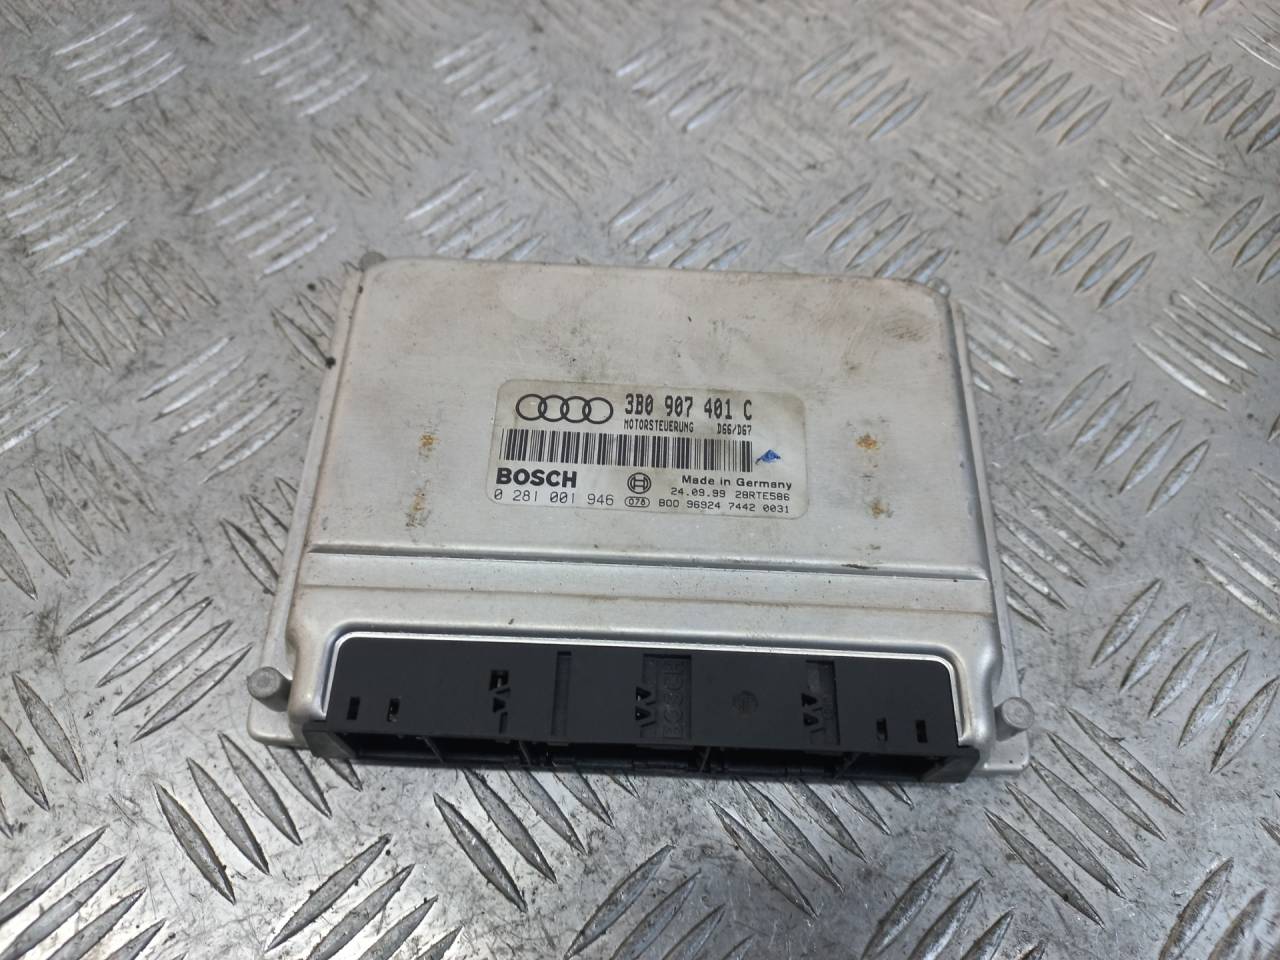 3B0 907 401 C
MOTORSTEUERUNG D66/D67
BOSCH
Made in Germany
24.09.99 28RTE586
0 281 001 946 078 B00 96924 7442 0031
BOSCH